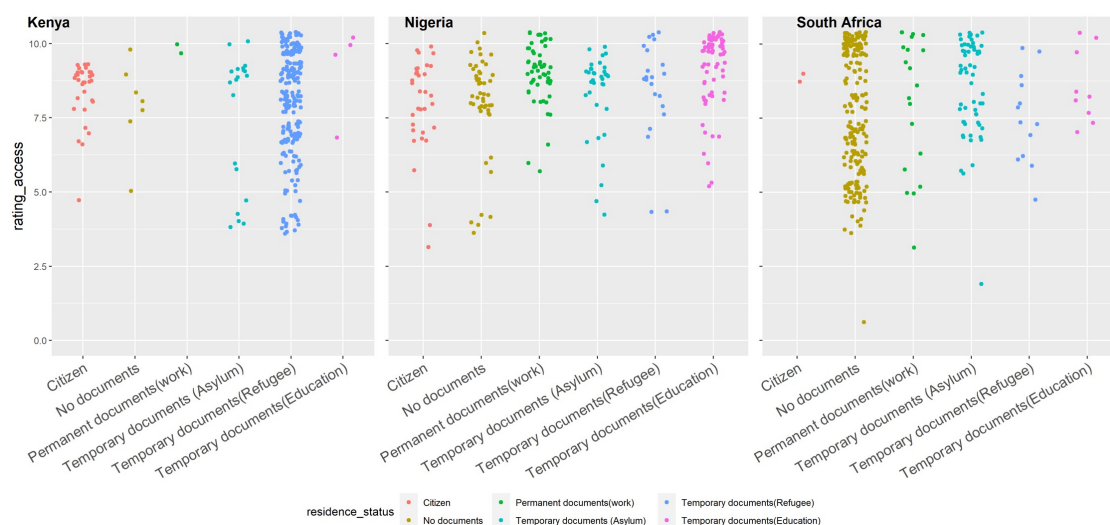 Kenya
Nigeria
South Africa
rating_access
10.0
7.5
5.0
2.5
0.0
Citizen
No documents
Permanent documents(work)
Temporary documents (Asylum)
Temporary documents(Refugee)
Temporary documents(Education)
Citizen
No documents
Permanent documents(work)
Temporary documents (Asylum)
Temporary documents(Refugee)
Temporary documents(Education)
Citizen
No documents
Permanent documents(work)
Temporary documents (Asylum)
Temporary documents(Refugee)
Temporary documents(Education)
residence_status
Citizen
No documents
Permanent documents(work)
Temporary documents (Asylum)
Temporary documents(Refugee)
Temporary documents(Education)